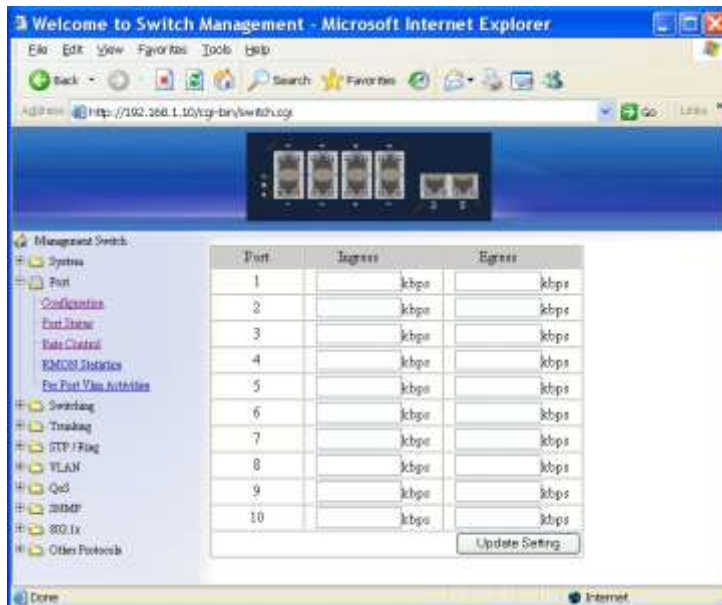 Welcome to Switch Management - Microsoft Internet Explorer
File Edit View Favorites Tools Help
Back Search Favorites
Address http://192.168.1.10/cgi-bin/switch.cgi Go Links »
Management Switch
System
Port
Configuration
Port Status
Rate Control
RMON Statistics
Per Port Vlan Activities
Switching
Trunking
STP / Ring
VLAN
QoS
SNMP
802.1x
Other Protocols
Port Ingress Egress
1 kbps kbps
2 kbps kbps
3 kbps kbps
4 kbps kbps
5 kbps kbps
6 kbps kbps
7 kbps kbps
8 kbps kbps
9 kbps kbps
10 kbps kbps
Update Setting
Done Internet